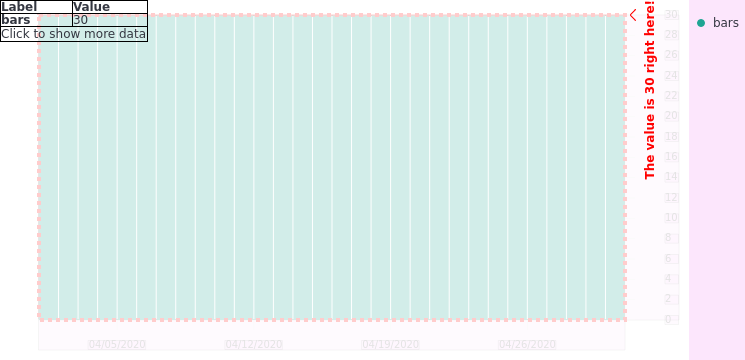 Label Value
bars 30
Click to show more data
The value is 30 right here!
30
28
26
24
22
20
18
16
14
12
10
8
6
4
2
0
04/05/2020 04/12/2020 04/19/2020 04/26/2020
bars